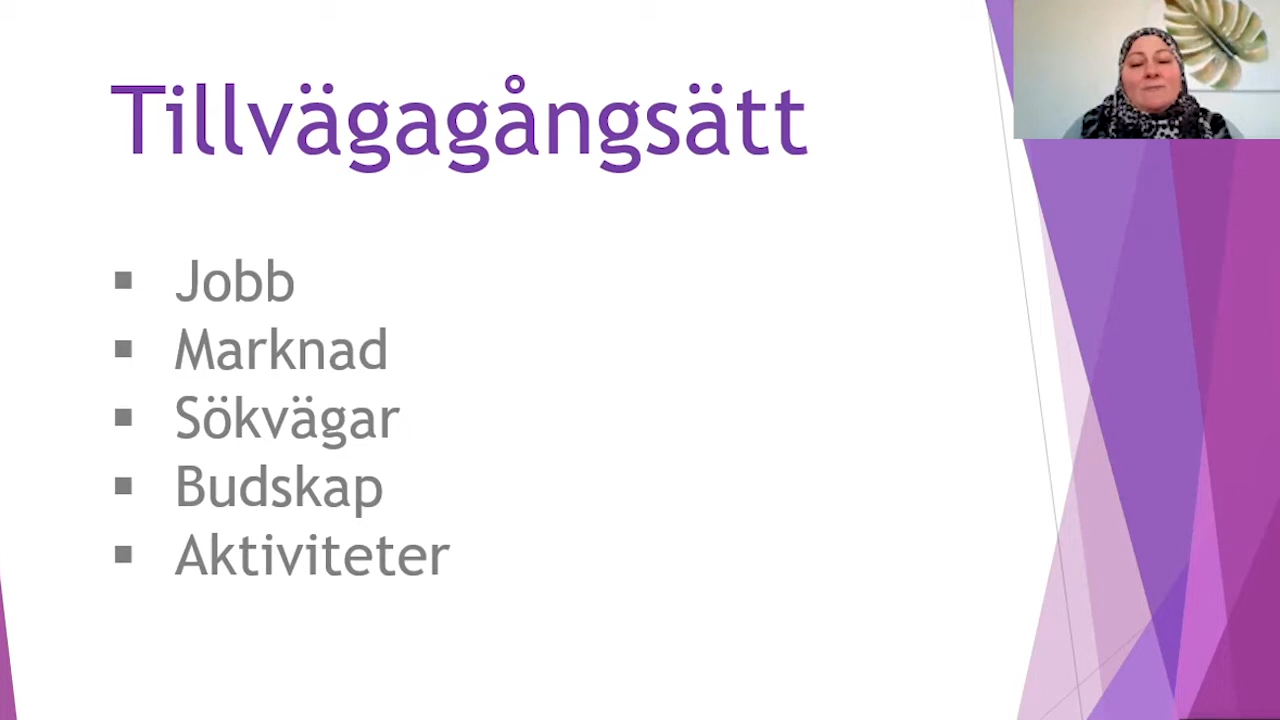 Tillvägagångsätt
▪ Jobb
▪ Marknad
▪ Sökvägar
▪ Budskap
▪ Aktiviteter